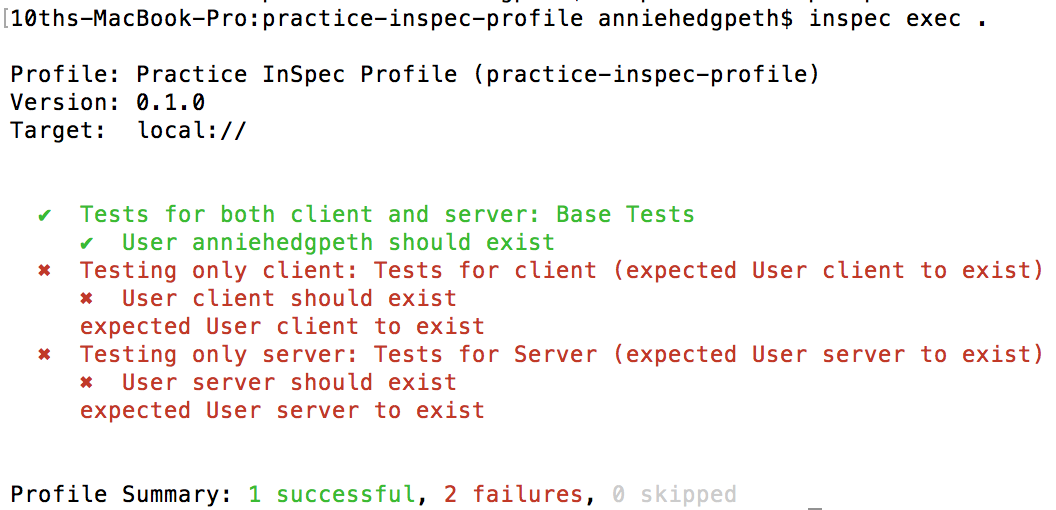 [10ths-MacBook-Pro:practice-inspec-profile anniehedgpeth$ inspec exec .
Profile: Practice InSpec Profile (practice-inspec-profile)
Version: 0.1.0
Target:  local://
✔  Tests for both client and server: Base Tests
✔  User anniehedgpeth should exist
✖  Testing only client: Tests for client (expected User client to exist)
✖  User client should exist
expected User client to exist
✖  Testing only server: Tests for Server (expected User server to exist)
✖  User server should exist
expected User server to exist
Profile Summary: 1 successful, 2 failures, 0 skipped